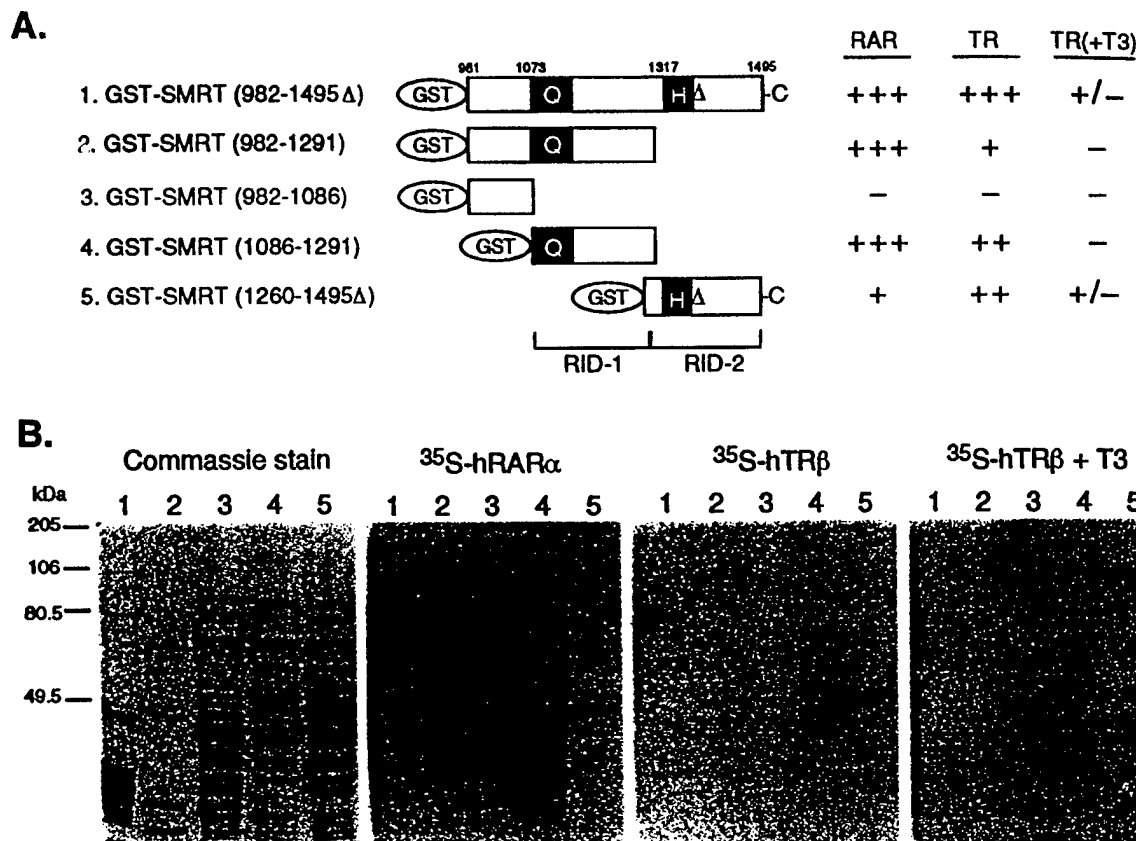 A.
RAR TR TR(+T3)
961 1073 1317 1495
1. GST-SMRT (982-1495Δ) GST Q H Δ -C +++ +++ +/-
2. GST-SMRT (982-1291) GST Q +++ + -
3. GST-SMRT (982-1086) GST - - -
4. GST-SMRT (1086-1291) GST Q +++ ++ -
5. GST-SMRT (1260-1495Δ) GST H Δ -C + ++ +/-
RID-1 RID-2
B.
Commassie stain 35S-hRARα 35S-hTRβ 35S-hTRβ + T3
kDa 1 2 3 4 5 1 2 3 4 5 1 2 3 4 5 1 2 3 4 5
205
106
80.5
49.5